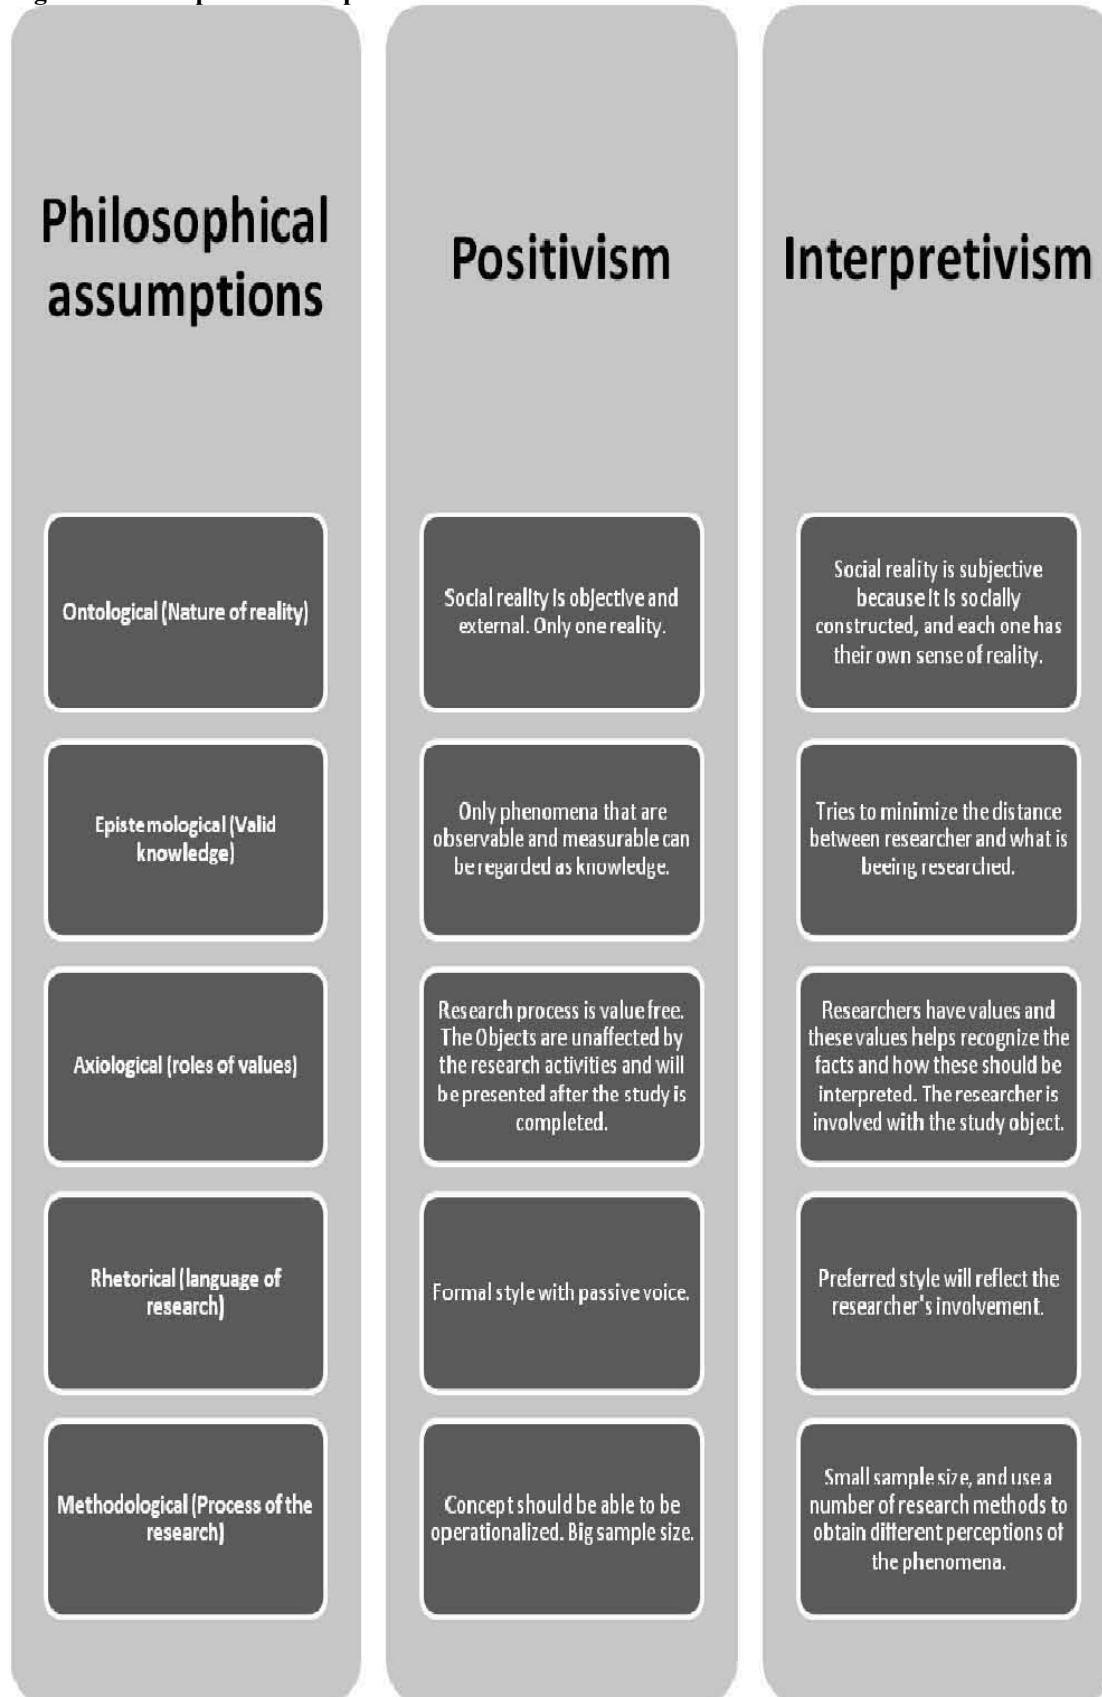 Philosophical
assumptions
Positivism
Interpretivism
Ontological (Nature of reality)
Social reality is objective and
external. Only one reality.
Social reality is subjective
because it is socially
constructed, and each one has
their own sense of reality.
Epistemological (Valid
knowledge)
Only phenomena that are
observable and measurable can
be regarded as knowledge.
Tries to minimize the distance
between researcher and what is
beeing researched.
Axiological (roles of values)
Research process is value free.
The Objects are unaffected by
the research activities and will
be presented after the study is
completed.
Researchers have values and
these values helps recognize the
facts and how these should be
interpreted. The researcher is
involved with the study object.
Rhetorical (language of
research)
Formal style with passive voice.
Preferred style will reflect the
researcher's involvement.
Methodological (Process of the
research)
Concept should be able to be
operationalized. Big sample size.
Small sample size, and use a
number of research methods to
obtain different perceptions of
the phenomena.